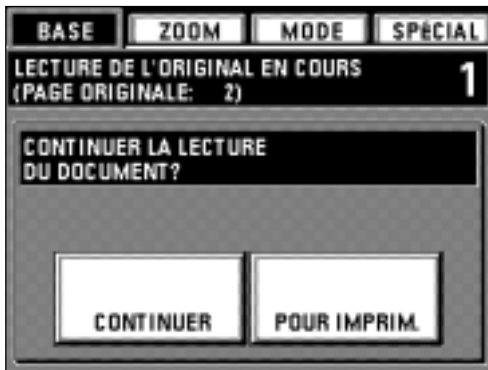 BASE ZOOM MODE SPÉCIAL
LECTURE DE L'ORIGINAL EN COURS 1
(PAGE ORIGINALE: 2)
CONTINUER LA LECTURE
DU DOCUMENT?
CONTINUER POUR IMPRIM.